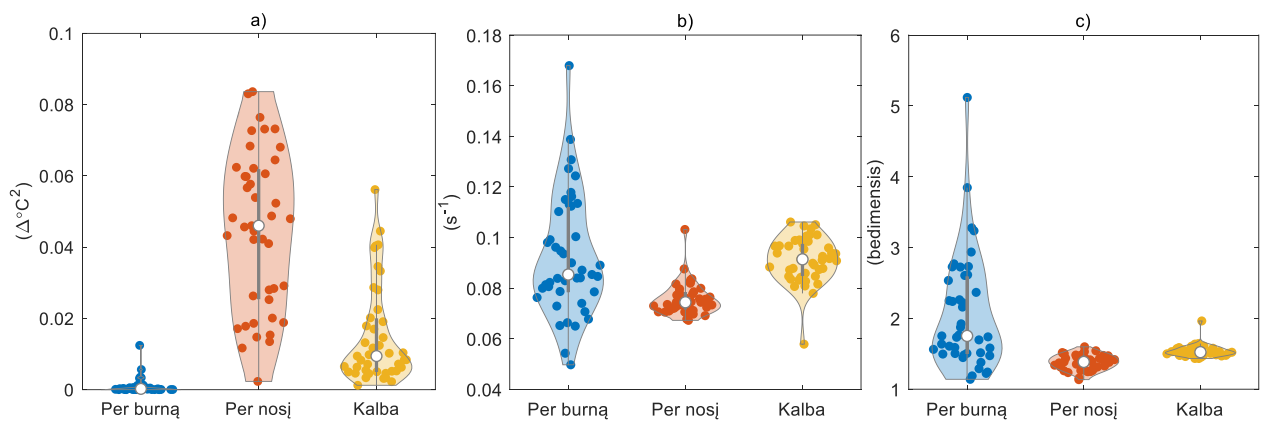 a)
(Δ°C²)
0.1
0.08
0.06
0.04
0.02
0
Per burną
Per nosį
Kalba
b)
(s⁻¹)
0.18
0.16
0.14
0.12
0.1
0.08
0.06
0.04
Per burną
Per nosį
Kalba
c)
(bedimensis)
6
5
4
3
2
1
Per burną
Per nosį
Kalba